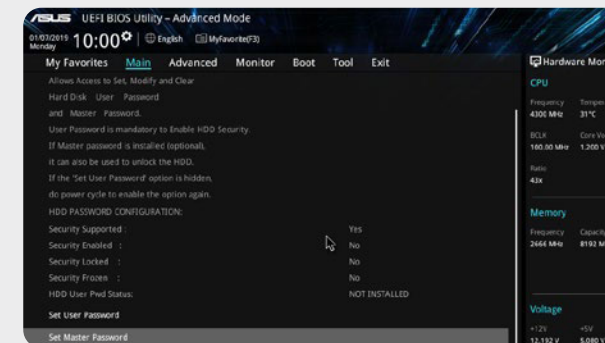 ASUS UEFI BIOS Utility – Advanced Mode
01/07/2019
Monday
10:00
English
MyFavorite(F3)
My Favorites Main Advanced Monitor Boot Tool Exit
Allows Access to Set, Modify and Clear
Hard Disk User Password
and Master Password.
User Password is mandatory to Enable HDD Security.
If Master password is installed (optional),
it can also be used to unlock the HDD.
If the 'Set User Password' option is hidden,
do power cycle to enable the option again.
HDD PASSWORD CONFIGURATION:
Security Supported : Yes
Security Enabled : No
Security Locked : No
Security Frozen : No
HDD User Pwd Status: NOT INSTALLED
Set User Password
Set Master Password
Hardware Mon
CPU
Frequency Temper
4300 MHz 31°C
BCLK Core Vo
100.00 MHz 1.200 V
Ratio
43x
Memory
Frequency Capacity
2666 MHz 8192 M
Voltage
+12V +5V
12.192 V 5.080 V